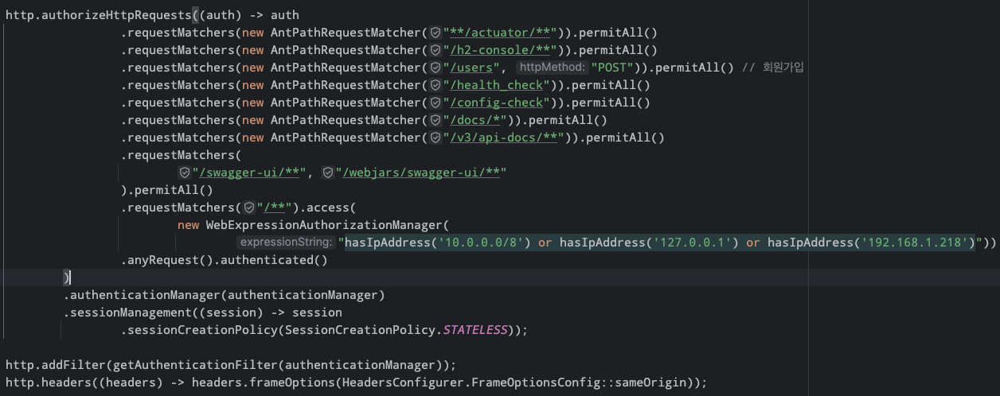 http.authorizeHttpRequests((auth) -> auth
.requestMatchers(new AntPathRequestMatcher("**/actuator/**")).permitAll()
.requestMatchers(new AntPathRequestMatcher("/h2-console/**")).permitAll()
.requestMatchers(new AntPathRequestMatcher("/users", httpMethod: "POST")).permitAll() // 회원가입
.requestMatchers(new AntPathRequestMatcher("/health_check")).permitAll()
.requestMatchers(new AntPathRequestMatcher("/config-check")).permitAll()
.requestMatchers(new AntPathRequestMatcher("/docs/*")).permitAll()
.requestMatchers(new AntPathRequestMatcher("/v3/api-docs/**")).permitAll()
.requestMatchers(
"/swagger-ui/**", "/webjars/swagger-ui/**"
).permitAll()
.requestMatchers("/**").access(
new WebExpressionAuthorizationManager(
expressionString: "hasIpAddress('10.0.0.0/8') or hasIpAddress('127.0.0.1') or hasIpAddress('192.168.1.218')"))
.anyRequest().authenticated()
)
.authenticationManager(authenticationManager)
.sessionManagement((session) -> session
.sessionCreationPolicy(SessionCreationPolicy.STATELESS));
http.addFilter(getAuthenticationFilter(authenticationManager));
http.headers((headers) -> headers.frameOptions(HeadersConfigurer.FrameOptionsConfig::sameOrigin));